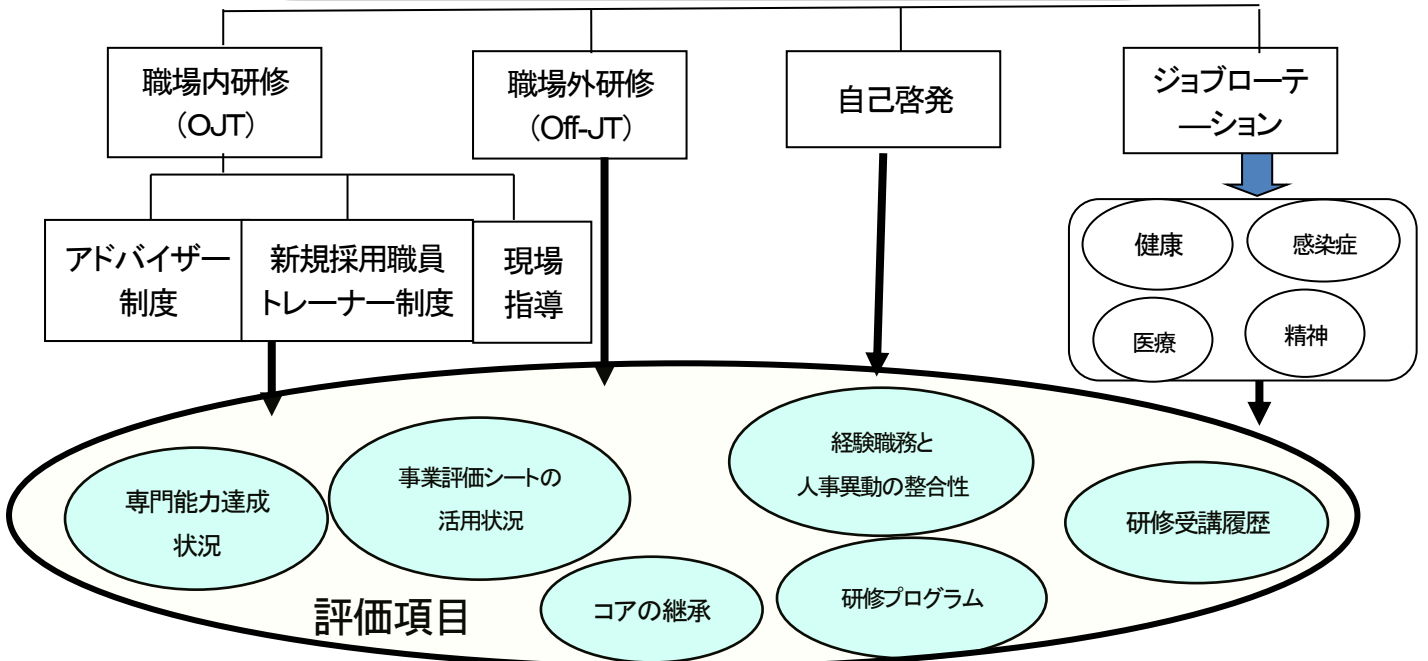 職場内研修
（OJT）
職場外研修
（Off-JT）
自己啓発
ジョブローテ
ーション
アドバイザー
制度
新規採用職員
トレーナー制度
現場
指導
健康
感染症
医療
精神
専門能力達成
状況
事業評価シートの
活用状況
経験職務と
人事異動の整合性
研修受講履歴
コアの継承
研修プログラム
評価項目